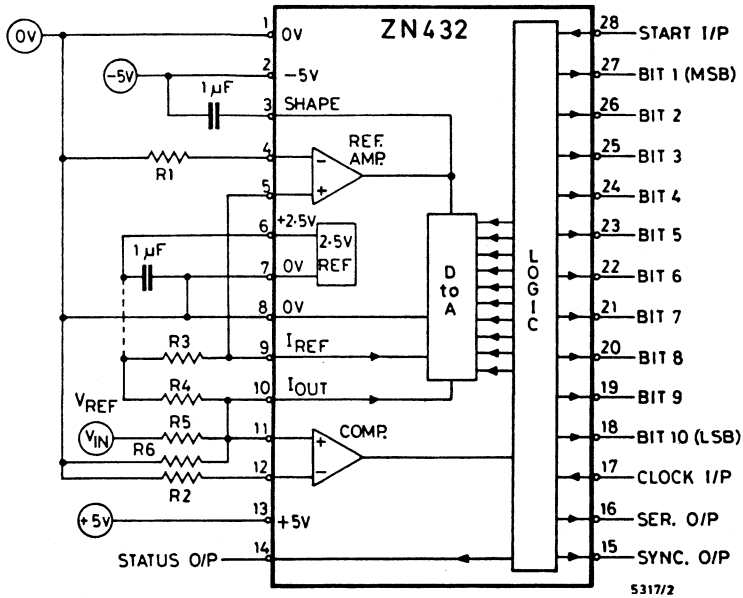 ZN432
0V
1
0V
28
START I/P
-5V
2
-5V
27
BIT 1 (MSB)
1 µF
3
SHAPE
26
BIT 2
R1
4
REF.
AMP.
-
+
25
BIT 3
5
24
BIT 4
6
+2·5V
2·5V
REF
23
BIT 5
1 µF
7
0V
22
BIT 6
8
0V
D
to
A
LOGIC
21
BIT 7
R3
9
IREF
20
BIT 8
VREF
R4
10
IOUT
19
BIT 9
VIN
R5
11
COMP.
+
-
18
BIT 10 (LSB)
R6
R2
12
17
CLOCK I/P
+5V
13
+5V
16
SER. O/P
STATUS O/P
14
15
SYNC. O/P
5317/2